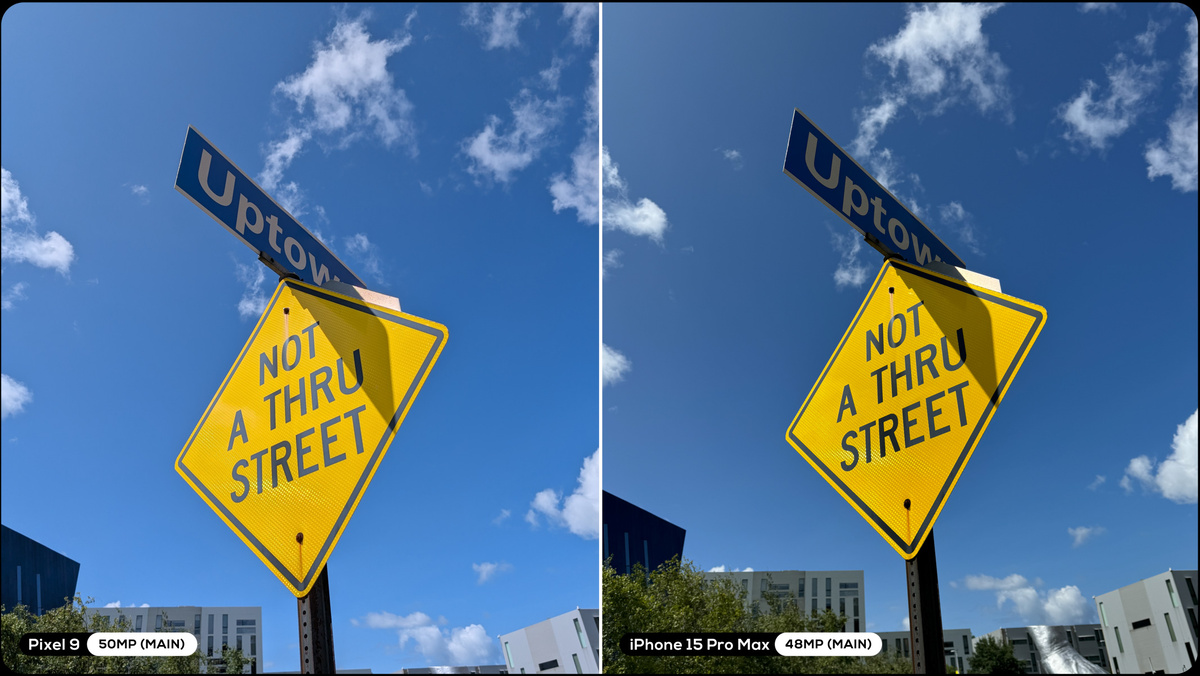 Uptow
NOT
A THRU
STREET
Pixel 9 50MP (MAIN)
Uptow
NOT
A THRU
STREET
iPhone 15 Pro Max 48MP (MAIN)